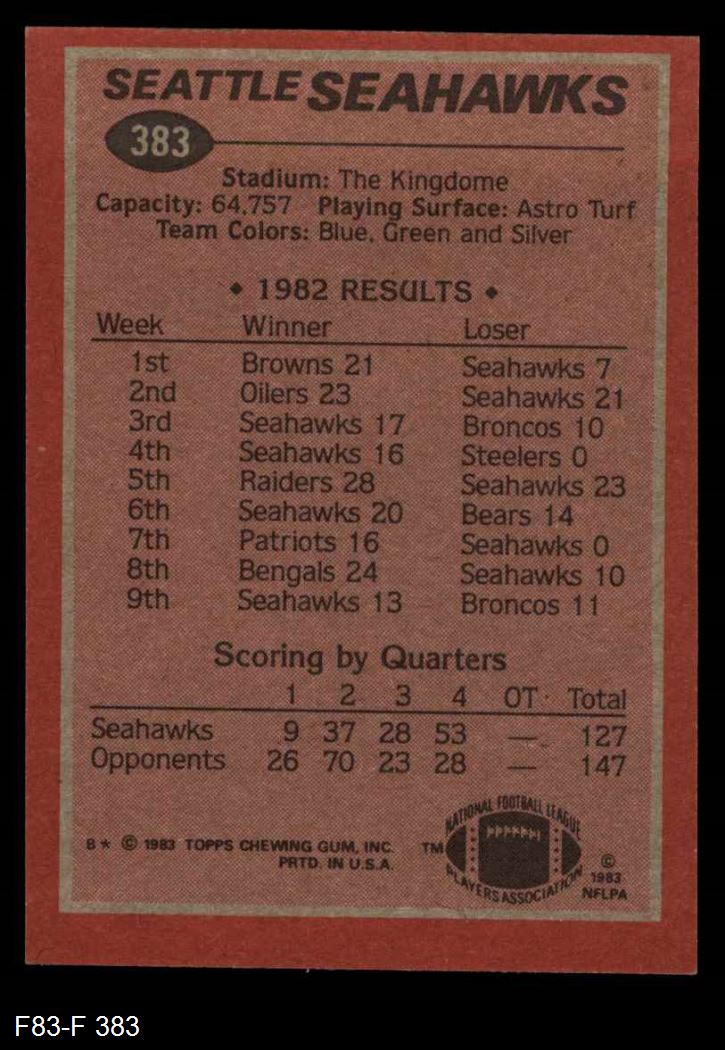 SEATTLE SEAHAWKS
383
Stadium: The Kingdome
Capacity: 64,757 Playing Surface: Astro Turf
Team Colors: Blue, Green and Silver
◆ 1982 RESULTS ◆
Week Winner Loser
1st Browns 21 Seahawks 7
2nd Oilers 23 Seahawks 21
3rd Seahawks 17 Broncos 10
4th Seahawks 16 Steelers 0
5th Raiders 28 Seahawks 23
6th Seahawks 20 Bears 14
7th Patriots 16 Seahawks 0
8th Bengals 24 Seahawks 10
9th Seahawks 13 Broncos 11
Scoring by Quarters
1 2 3 4 OT Total
Seahawks 9 37 28 53 — 127
Opponents 26 70 23 28 — 147
B* © 1983 TOPPS CHEWING GUM, INC.
PRTD. IN U.S.A.
TM
NATIONAL FOOTBALL LEAGUE
PLAYERS ASSOCIATION
©
1983
NFLPA
F83-F 383